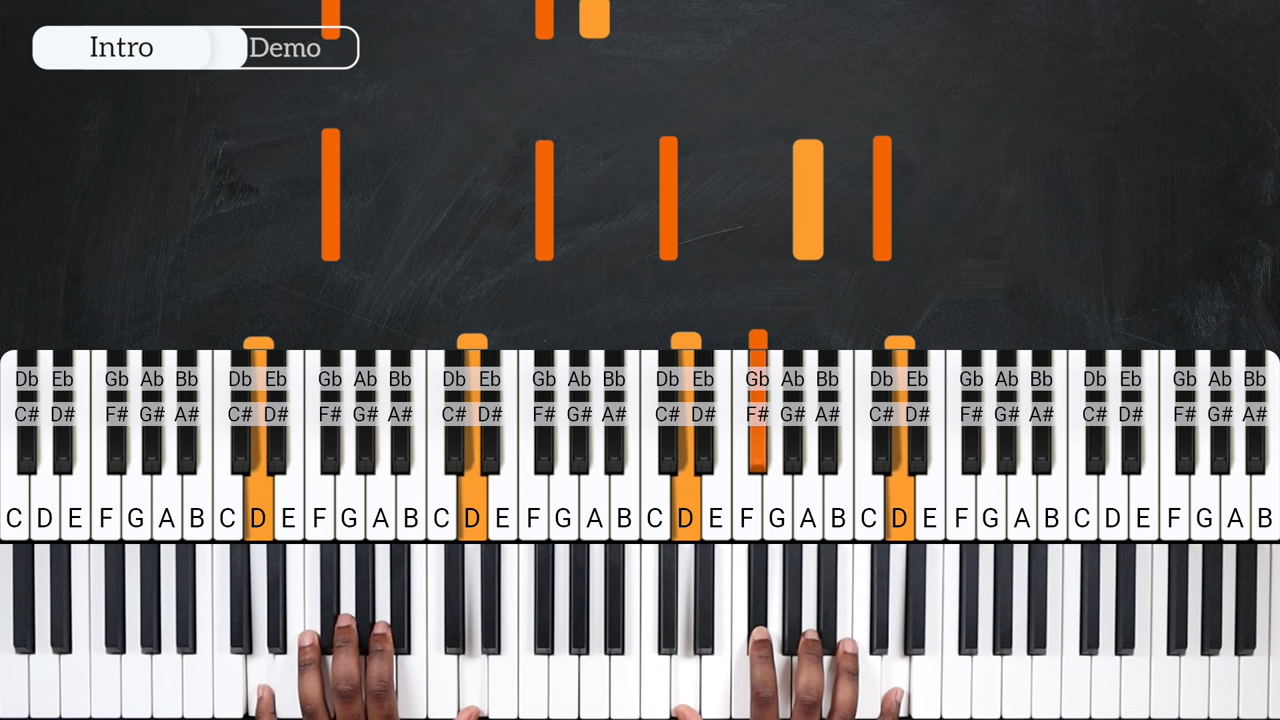 Intro Demo
Db Eb Gb Ab Bb Db Eb Gb Ab Bb Db Eb Gb Ab Bb Db Eb Gb Ab Bb Db Eb Gb Ab Bb Db Eb Gb Ab Bb
C# D# F# G# A# C# D# F# G# A# C# D# F# G# A# C# D# F# G# A# C# D# F# G# A# C# D# F# G# A#
C D E F G A B C D E F G A B C D E F G A B C D E F G A B C D E F G A B C D E F G A B